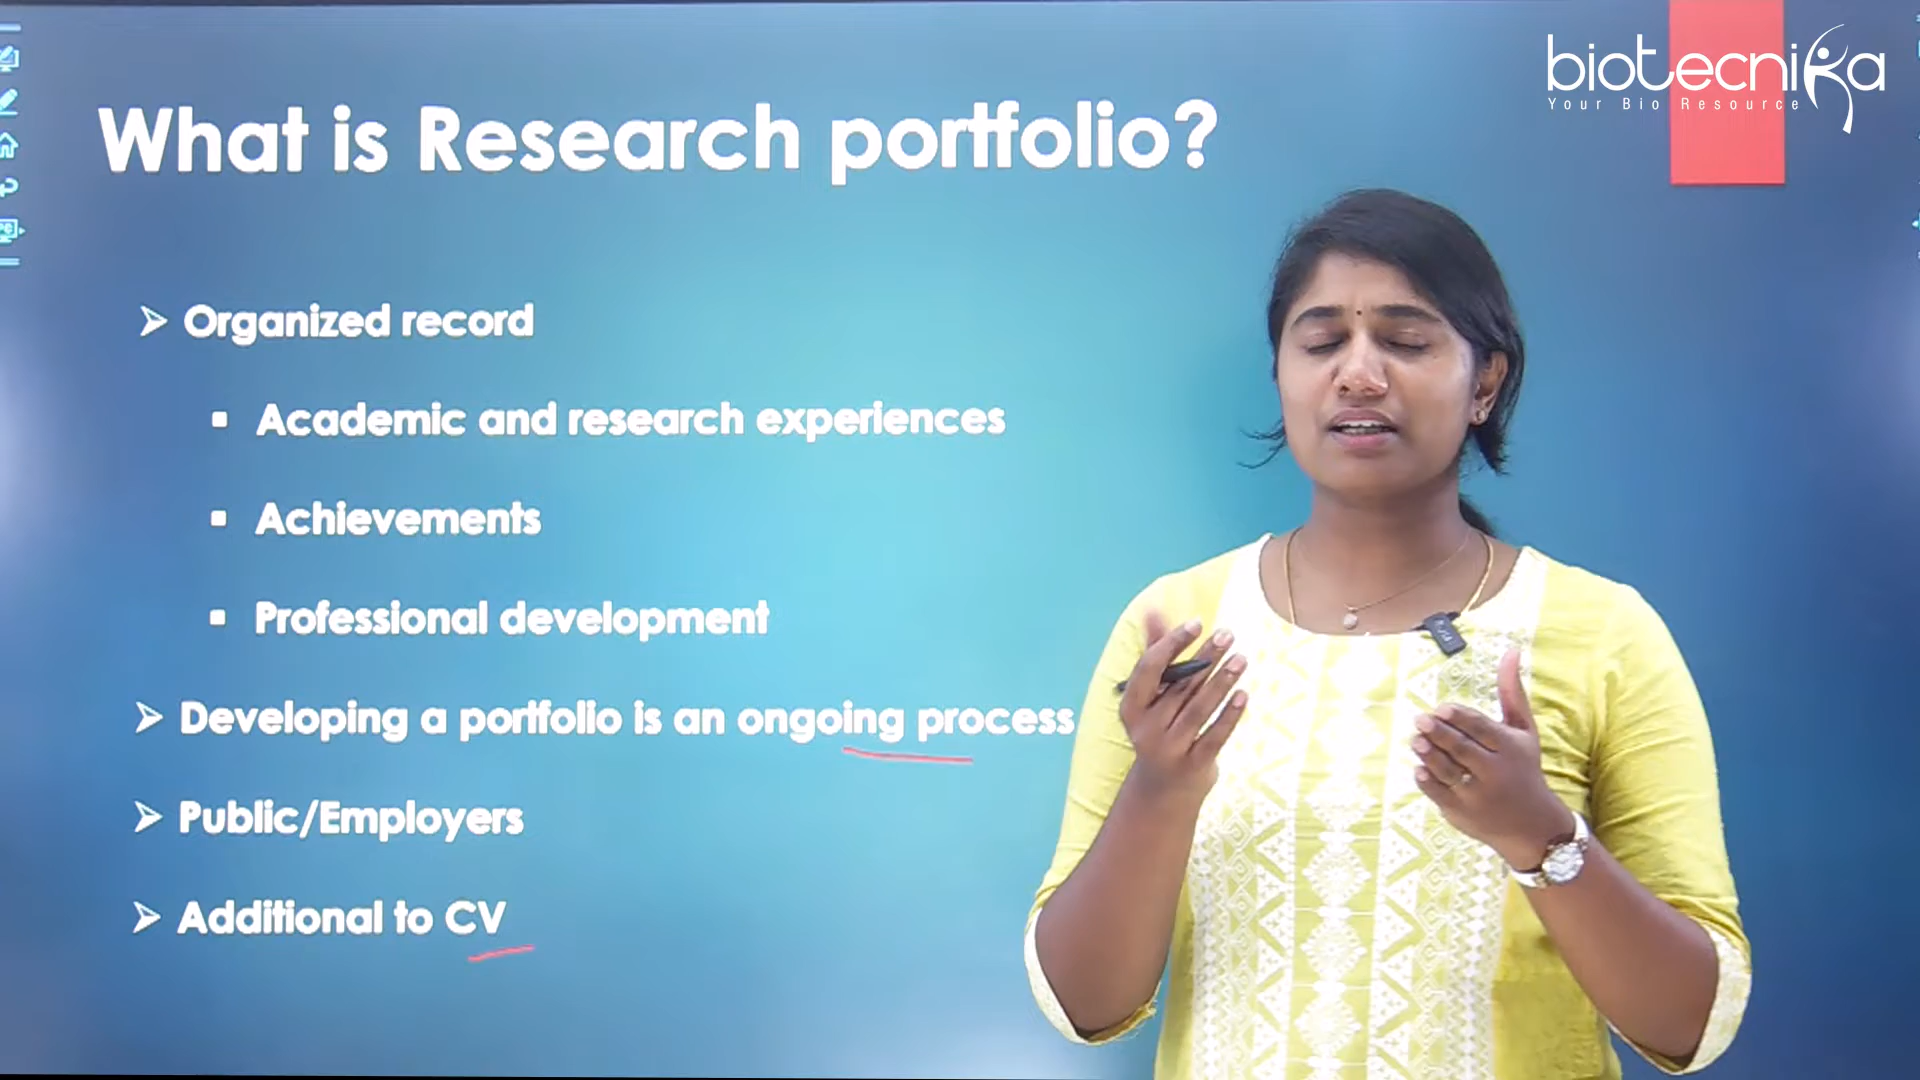 biotecnika
Your Bio Resource
What is Research portfolio?
Organized record
Academic and research experiences
Achievements
Professional development
Developing a portfolio is an ongoing process
Public/Employers
Additional to CV